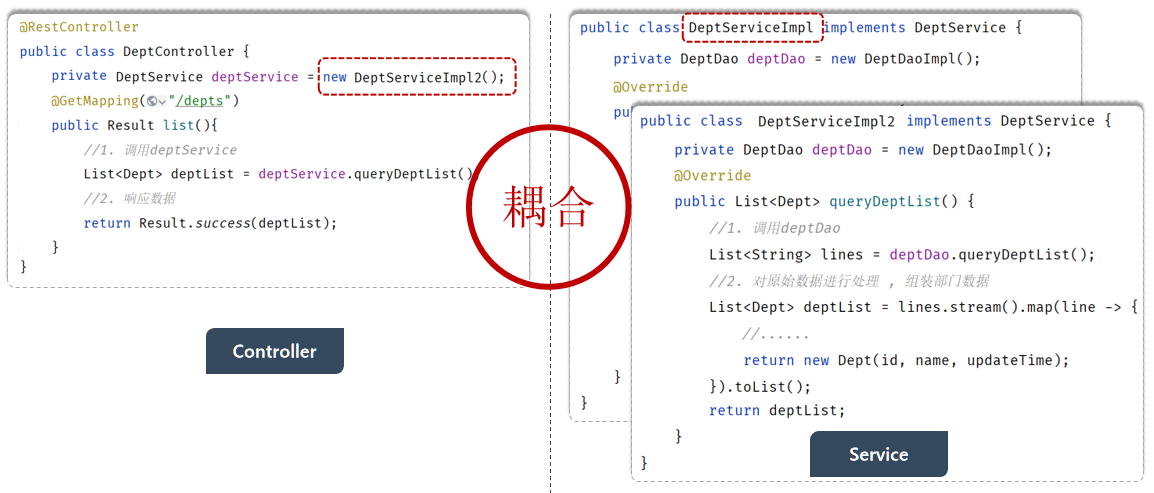 @RestController
public class DeptController {
private DeptService deptService = new DeptServiceImpl2();
@GetMapping("/depts")
public Result list(){
//1. 调用deptService
List<Dept> deptList = deptService.queryDeptList()
//2. 响应数据
return Result.success(deptList);
}
}
Controller
耦合
public class DeptServiceImpl implements DeptService {
private DeptDao deptDao = new DeptDaoImpl();
@Override
pu
}
}
public class DeptServiceImpl2 implements DeptService {
private DeptDao deptDao = new DeptDaoImpl();
@Override
public List<Dept> queryDeptList() {
//1. 调用deptDao
List<String> lines = deptDao.queryDeptList();
//2. 对原始数据进行处理 , 组装部门数据
List<Dept> deptList = lines.stream().map(line -> {
//......
return new Dept(id, name, updateTime);
}).toList();
return deptList;
}
}
Service